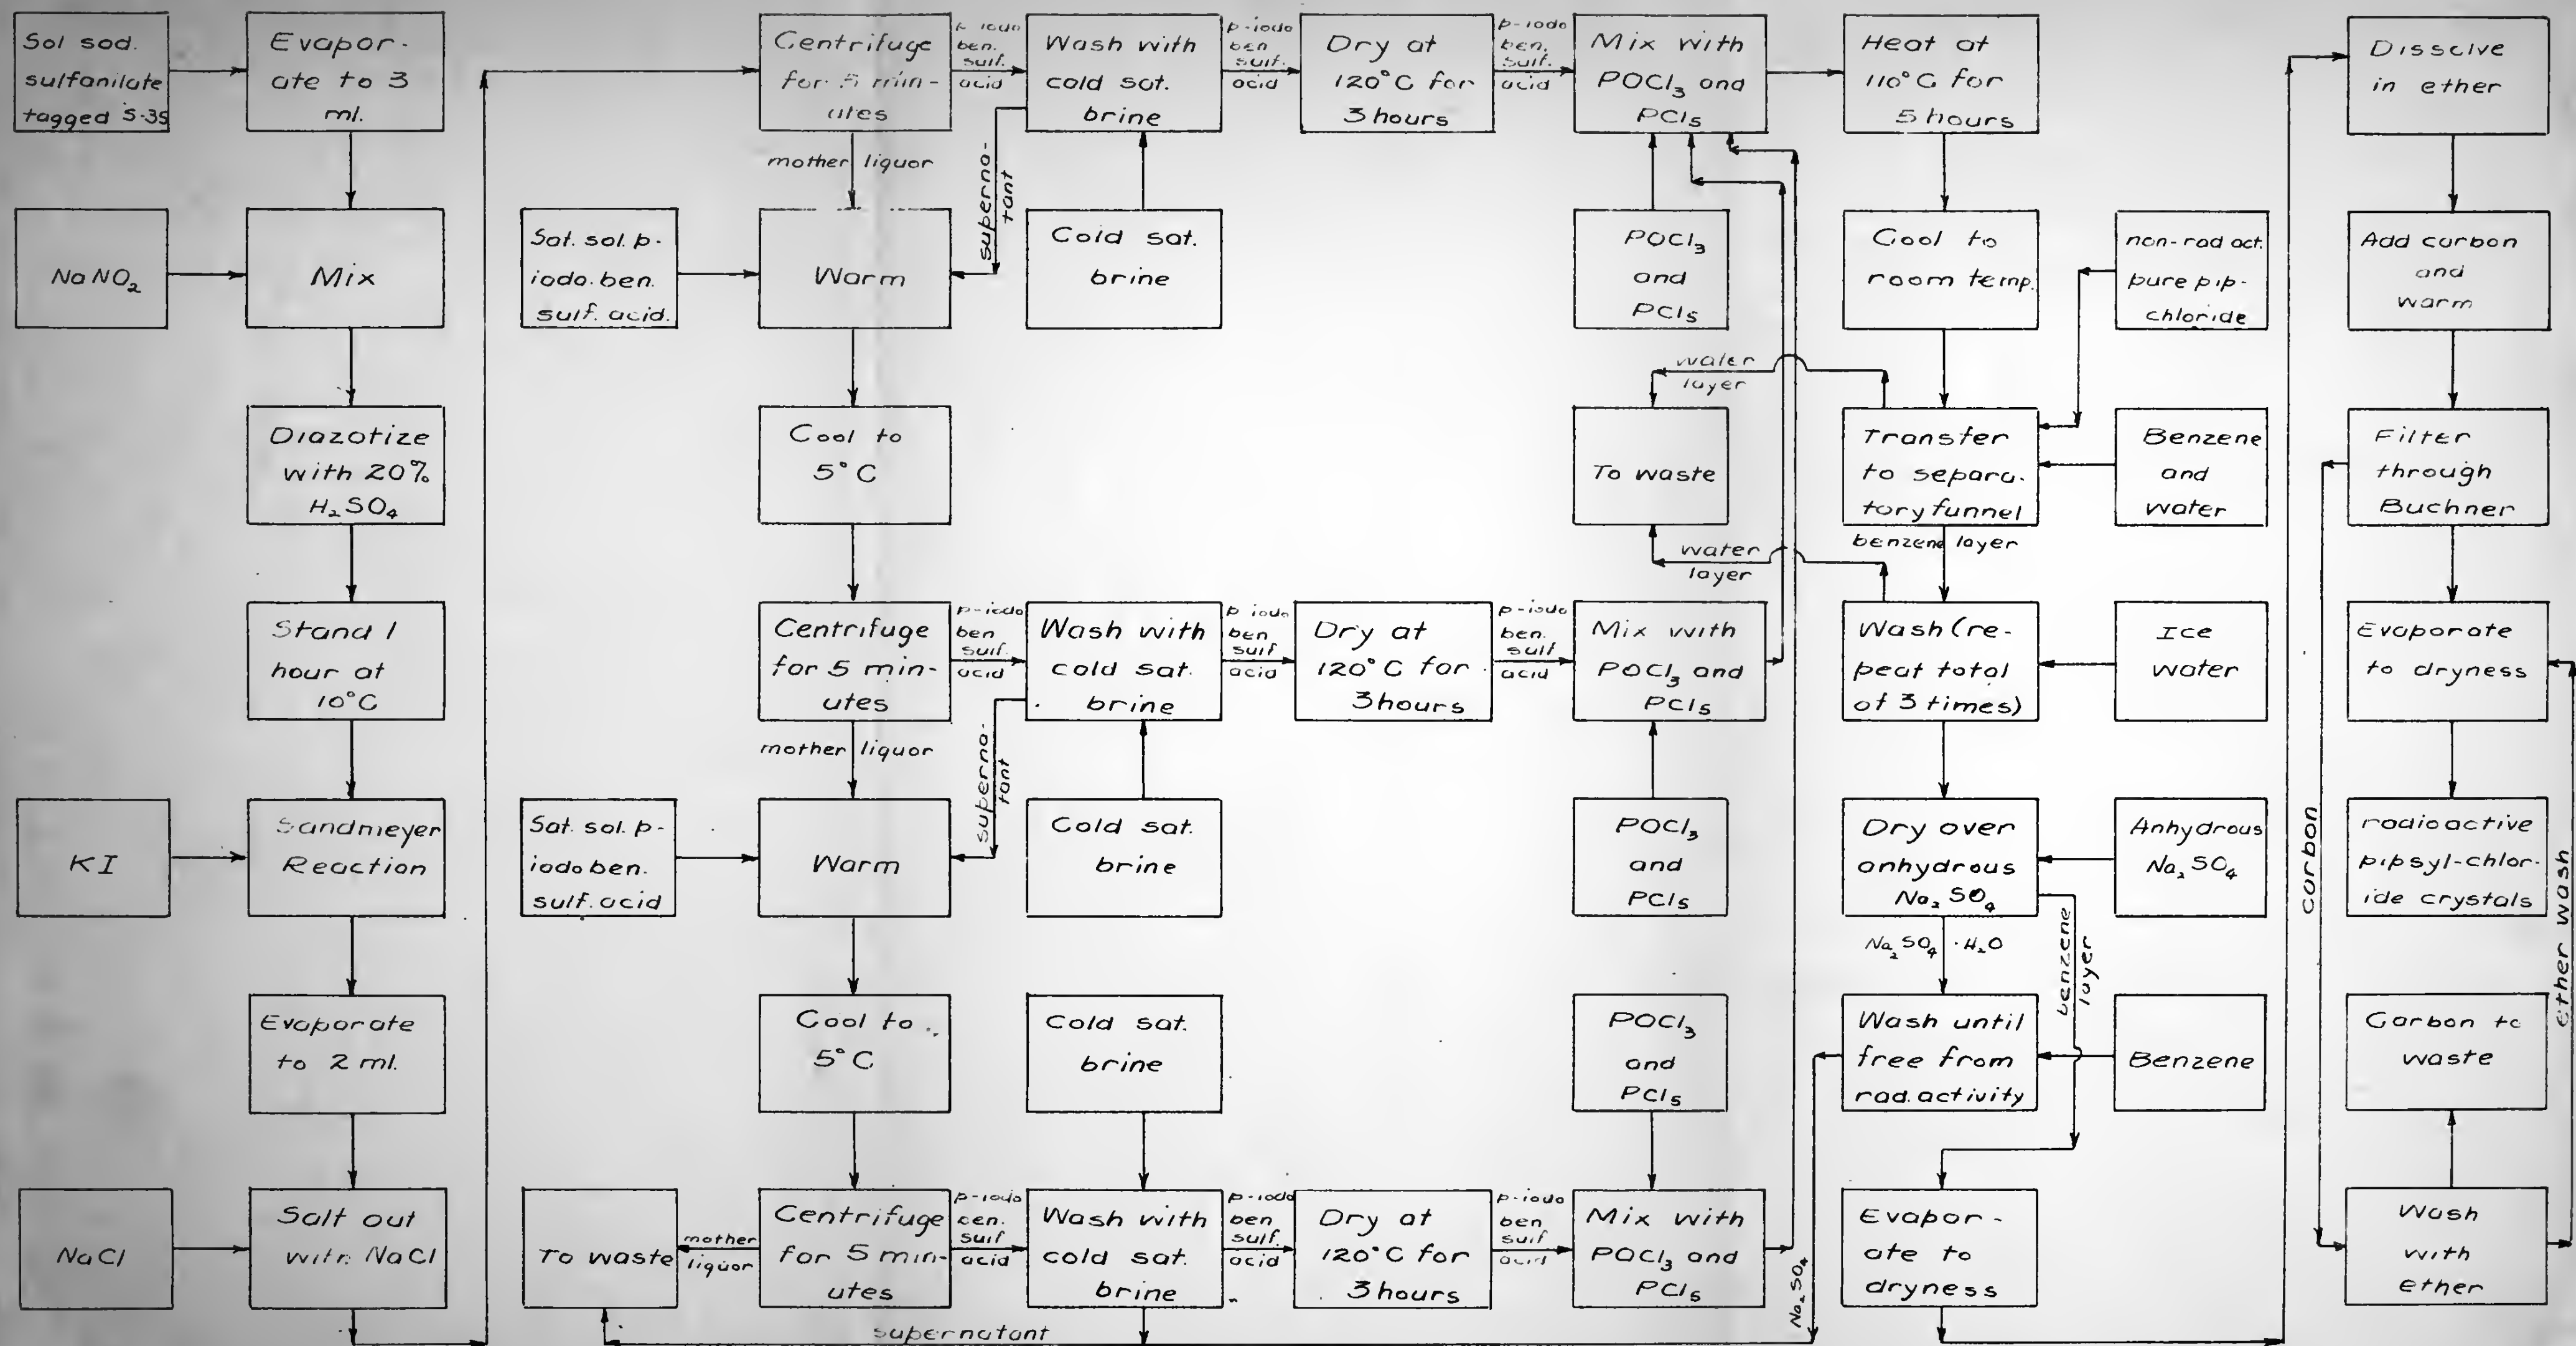 Sol sod.
sulfanilate
tagged S-35
Evapor-
ate to 3
ml.
NaNO₂
Mix
Diazotize
with 20%
H₂SO₄
Stand 1
hour at
10°C
KI
Sandmeyer
Reaction
Evaporate
to 2 ml.
NaCl
Salt out
with NaCl
Centrifuge
for 5 min-
utes
p-iodo
ben.
sulf.
acid
Wash with
cold sat.
brine
p-iodo
ben
sulf.
acid
Dry at
120°C for
3 hours
p-iodo
ben.
sulf.
acid
Mix with
POCl₃ and
PCl₅
mother liquor
superna-
tant
Sat. sol. p-
iodo. ben.
sulf. acid.
Warm
Cold sat.
brine
POCl₃
and
PCl₅
Cool to
5°C
To waste
water
layer
water
layer
Centrifuge
for 5 min-
utes
p-iodo
ben
sulf.
acid
Wash with
cold sat.
brine
p iodo
ben
sulf
acid
Dry at
120°C for
3 hours
p-iodo
ben.
sulf
acid
Mix with
POCl₃ and
PCl₅
mother liquor
superna-
tant
Sat. sol. p-
iodo ben.
sulf. acid
Warm
Cold sat.
brine
POCl₃
and
PCl₅
Cool to
5°C
Cold sat.
brine
POCl₃
and
PCl₅
To waste
mother
liquor
Centrifuge
for 5 min-
utes
p-iodo
ben.
sulf
acid
Wash with
cold sat.
brine
p-iodo
ben
sulf.
acid
Dry at
120°C for
3 hours
p-iodo
ben
sulf
acid
Mix with
POCl₃ and
PCl₅
supernatant
Na₂SO₄
Heat at
110°C for
5 hours
Cool to
room temp.
non-rad act.
pure pip-
chloride
Transfer
to separa-
tory funnel
Benzene
and
water
benzene layer
Wash (re-
peat total
of 3 times)
Ice
water
Dry over
anhydrous
Na₂SO₄
Anhydrous
Na₂SO₄
Na₂SO₄ · H₂O
benzene
layer
Wash until
free from
rad. activity
Benzene
Evapor-
ate to
dryness
Dissolve
in ether
Add carbon
and
warm
Filter
through
Buchner
Evaporate
to dryness
radioactive
pipsyl-chlor-
ide crystals
carbon
ether wash
Carbon to
waste
Wash
with
ether